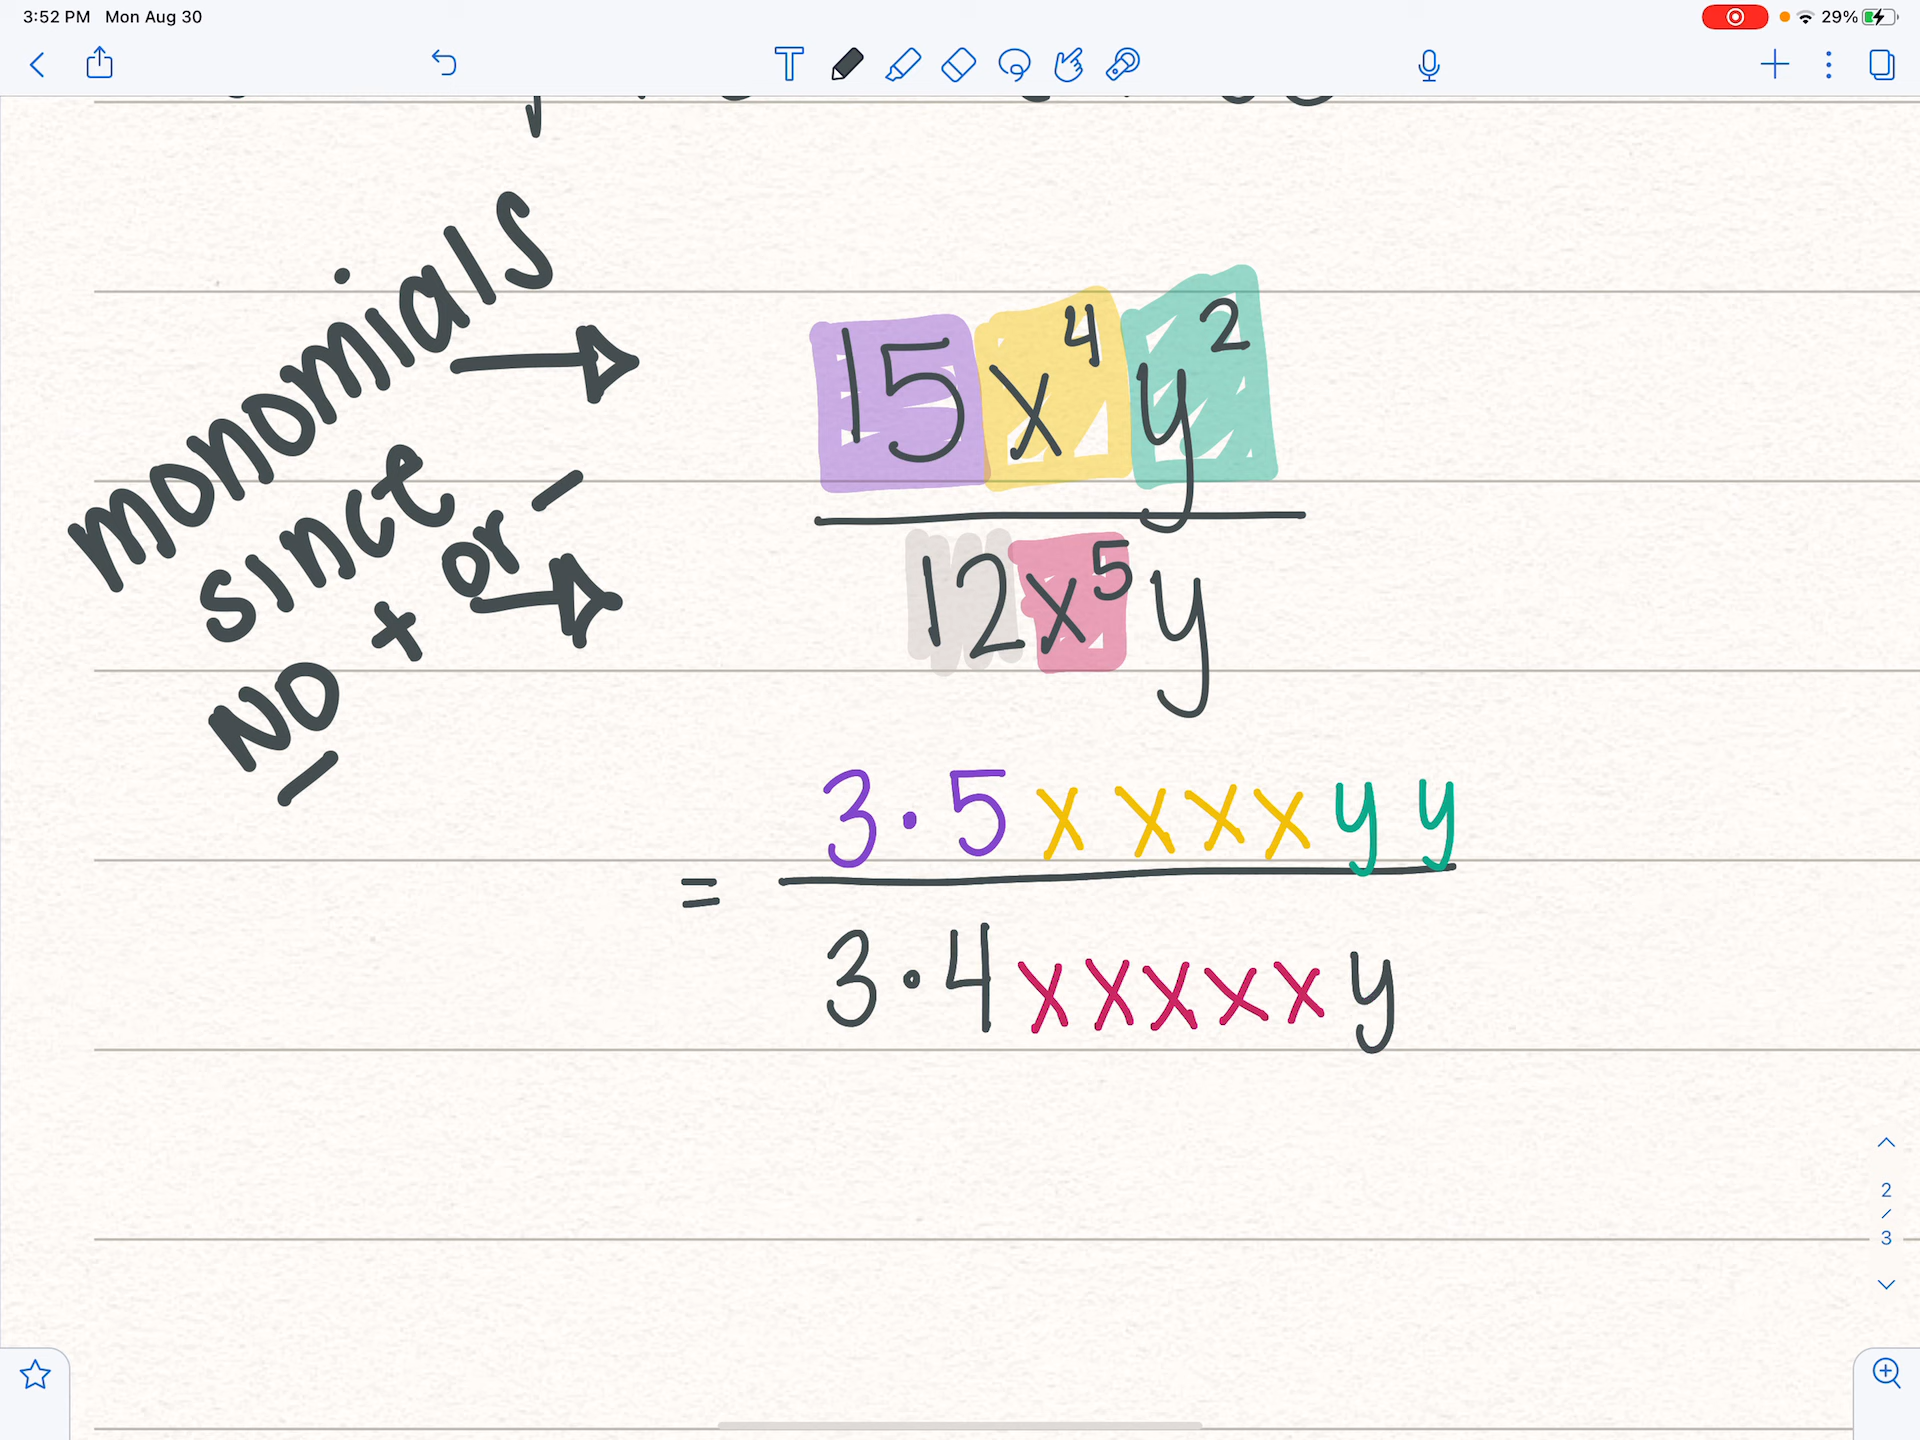 3:52 PM Mon Aug 30
29%
T
monomials
since
NO + or -
15x⁴y²
12x⁵y
= 3·5xxxxyy
3·4xxxxxy
2
/
3